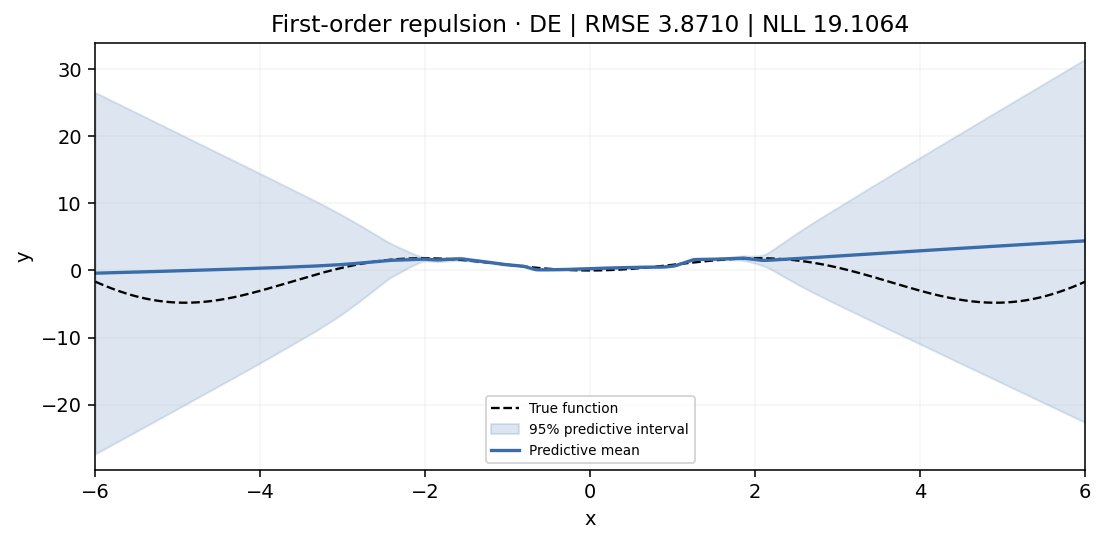 First-order repulsion · DE | RMSE 3.8710 | NLL 19.1064
30
20
10
0
−10
−20
y
True function
95% predictive interval
Predictive mean
−6 −4 −2 0 2 4 6
x